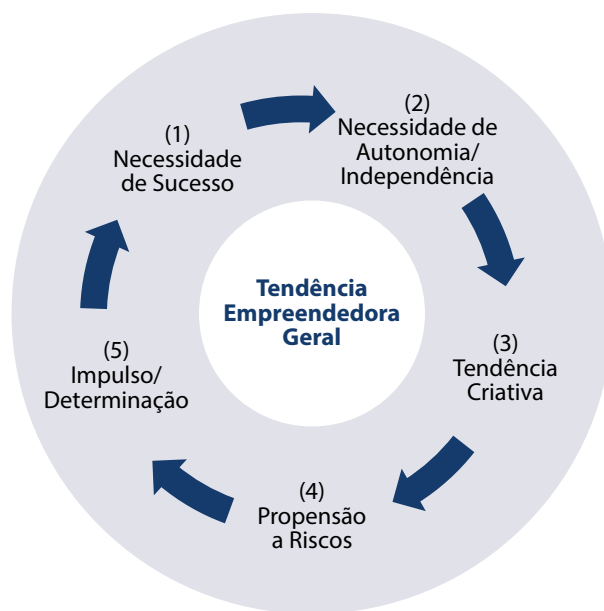 (1)
Necessidade
de Sucesso
(2)
Necessidade de
Autonomia/
Independência
(3)
Tendência
Criativa
(4)
Propensão
a Riscos
(5)
Impulso/
Determinação
Tendência
Empreendedora
Geral